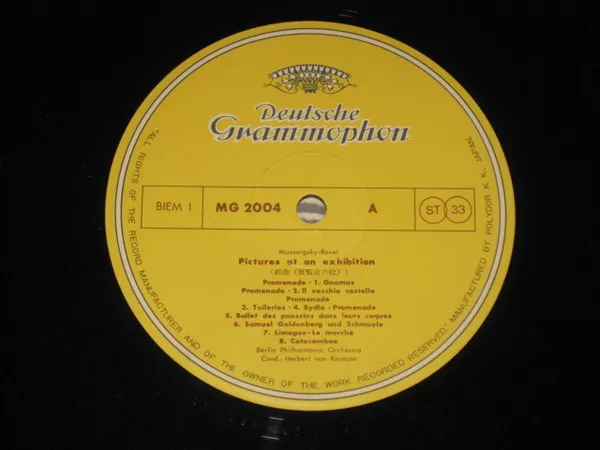 Deutsche
Grammophon
BIEM 1
MG 2004
A
ST 33
Mussorgsky-Ravel
Pictures at an exhibition
(組曲《展覧会の絵》)
Promenade · 1. Gnomus
Promenade · 2. Il vecchio castello
Promenade
3. Tuileries · 4. Bydlo · Promenade
5. Ballet des poussins dans leurs coques
6. Samuel Goldenberg und Schmuyle
7. Limoges - Le marché
8. Catacombae
Berlin Philharmonic Orchestra
Cond.: Herbert von Karajan
"ALL RIGHTS OF THE RECORD MANUFACTURER AND OF THE OWNER OF THE WORK RECORDED RESERVED." MANUFACTURED BY POLYDOR K. K. JAPAN.